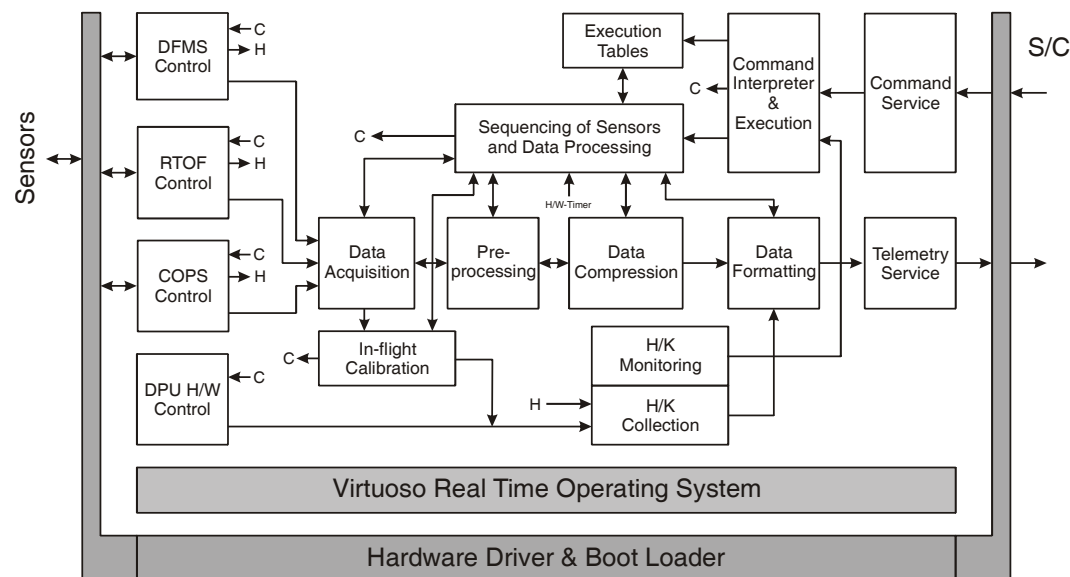 Sensors
S/C
DFMS
Control
C
H
RTOF
Control
C
H
COPS
Control
C
H
DPU H/W
Control
C
Execution
Tables
Command
Interpreter
&
Execution
C
Command
Service
Sequencing of Sensors
and Data Processing
C
H/W-Timer
Data
Acquisition
Pre-
processing
Data
Compression
Data
Formatting
Telemetry
Service
In-flight
Calibration
C
H/K
Monitoring
H
H/K
Collection
Virtuoso Real Time Operating System
Hardware Driver & Boot Loader